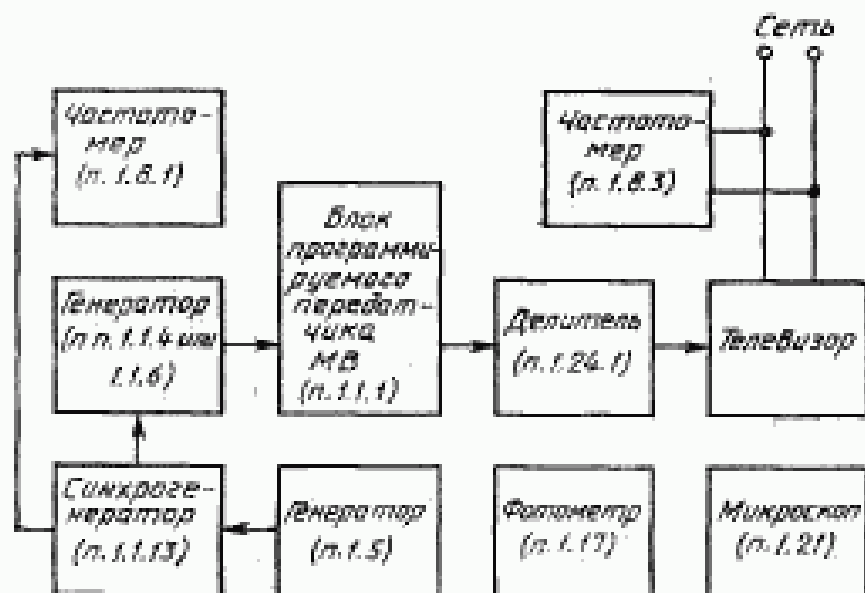 Сеть
Частото-
мер
(п.1.8.1)
Частото-
мер
(п.1.8.3)
Блок
программи-
руемого
передат-
чика
МВ
(п.1.1.1)
Генератор
(пп.1.1.4 или
1.1.6)
Делитель
(п.1.24.1)
Телевизор
Синхроге-
нератор
(п.1.1.13)
Генератор
(п.1.5)
Фотометр
(п.1.17)
Микроскоп
(п.1.21)